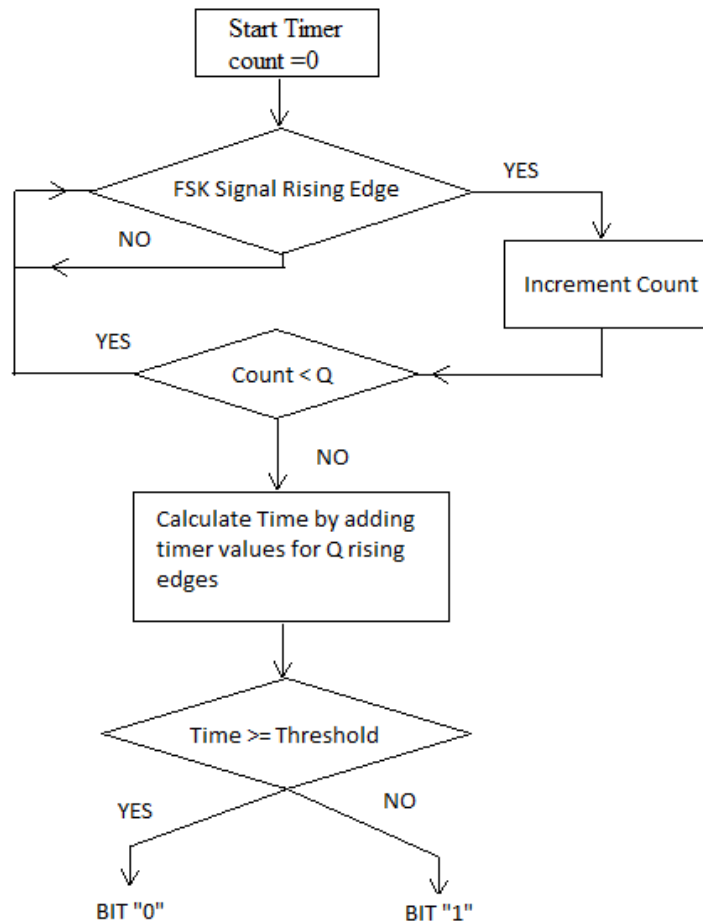 Start Timer
count =0
FSK Signal Rising Edge
YES
NO
Increment Count
YES
Count < Q
NO
Calculate Time by adding
timer values for Q rising
edges
Time >= Threshold
YES
NO
BIT "0"
BIT "1"